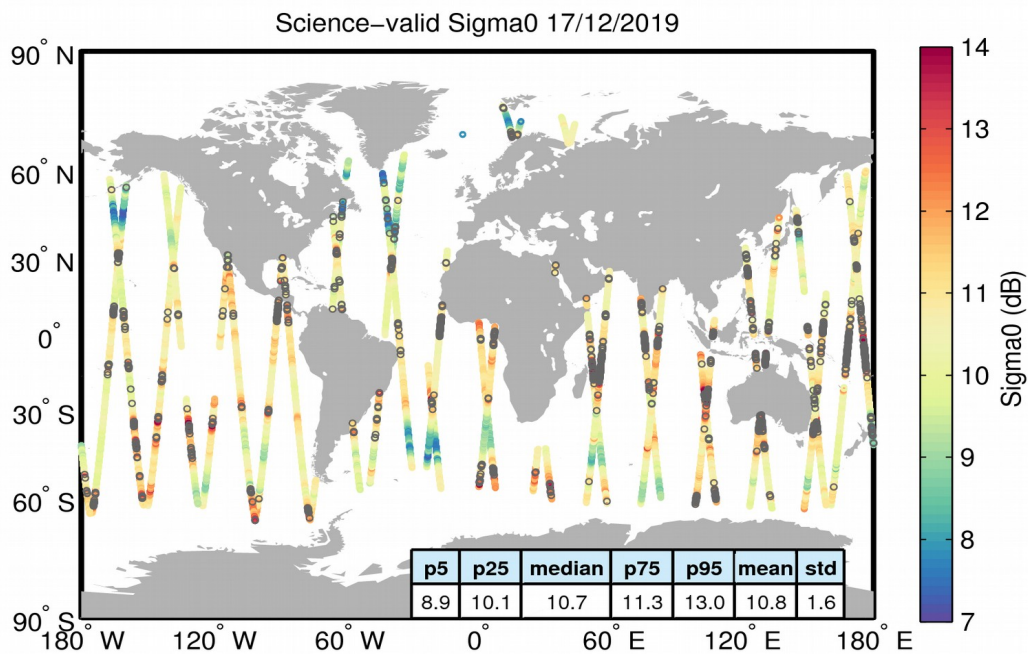 Science−valid Sigma0 17/12/2019
90° N
60° N
30° N
0°
30° S
60° S
90° S
180° W
120° W
60° W
0°
60° E
120° E
180° E
p5 p25 median p75 p95 mean std
8.9 10.1 10.7 11.3 13.0 10.8 1.6
14
13
12
11
10
9
8
7
Sigma0 (dB)